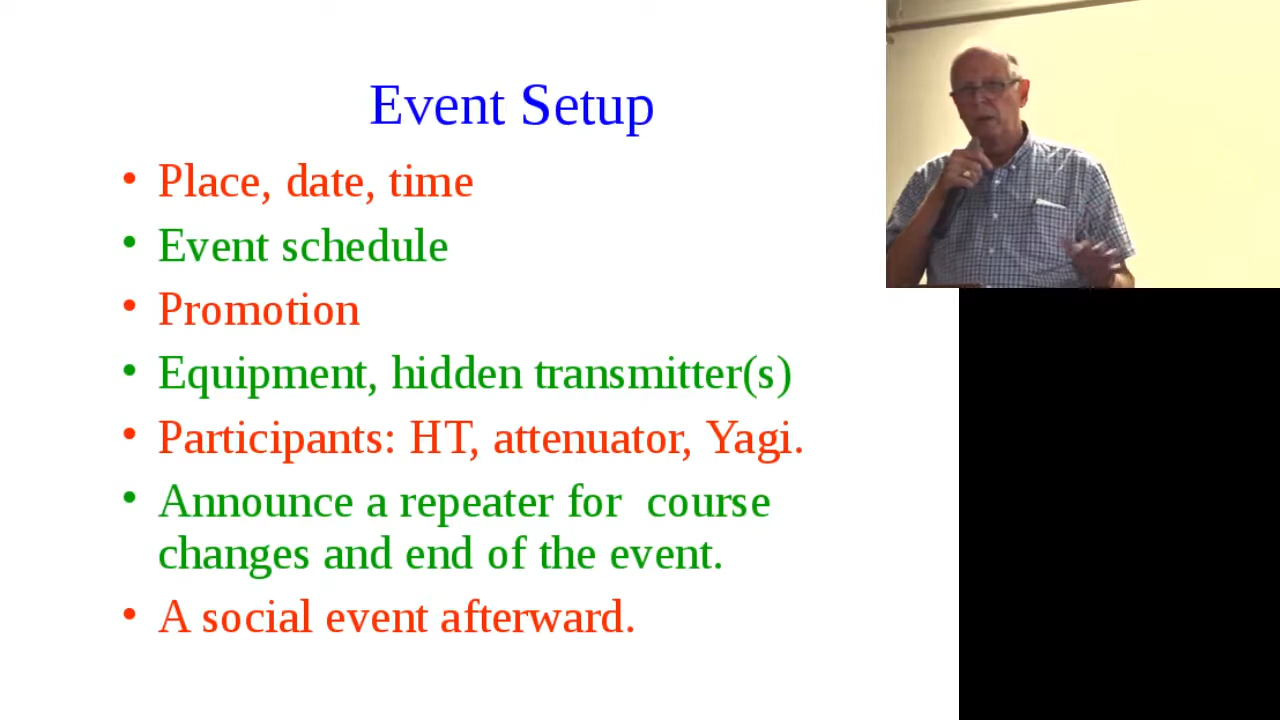 Event Setup
• Place, date, time
• Event schedule
• Promotion
• Equipment, hidden transmitter(s)
• Participants: HT, attenuator, Yagi.
• Announce a repeater for  course
changes and end of the event.
• A social event afterward.